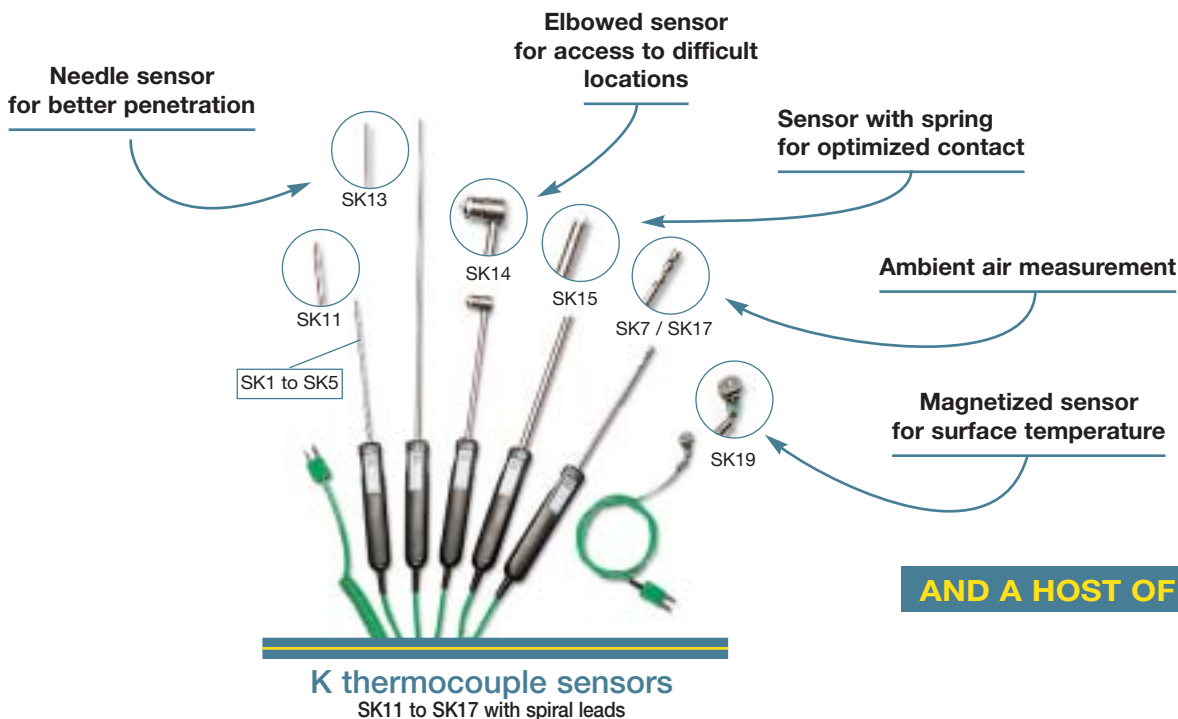 Elbowed sensor
for access to difficult
locations
Needle sensor
for better penetration
Sensor with spring
for optimized contact
SK13
SK14
SK15
Ambient air measurement
SK11
SK7 / SK17
SK1 to SK5
Magnetized sensor
for surface temperature
SK19
AND A HOST OF
K thermocouple sensors
SK11 to SK17 with spiral leads